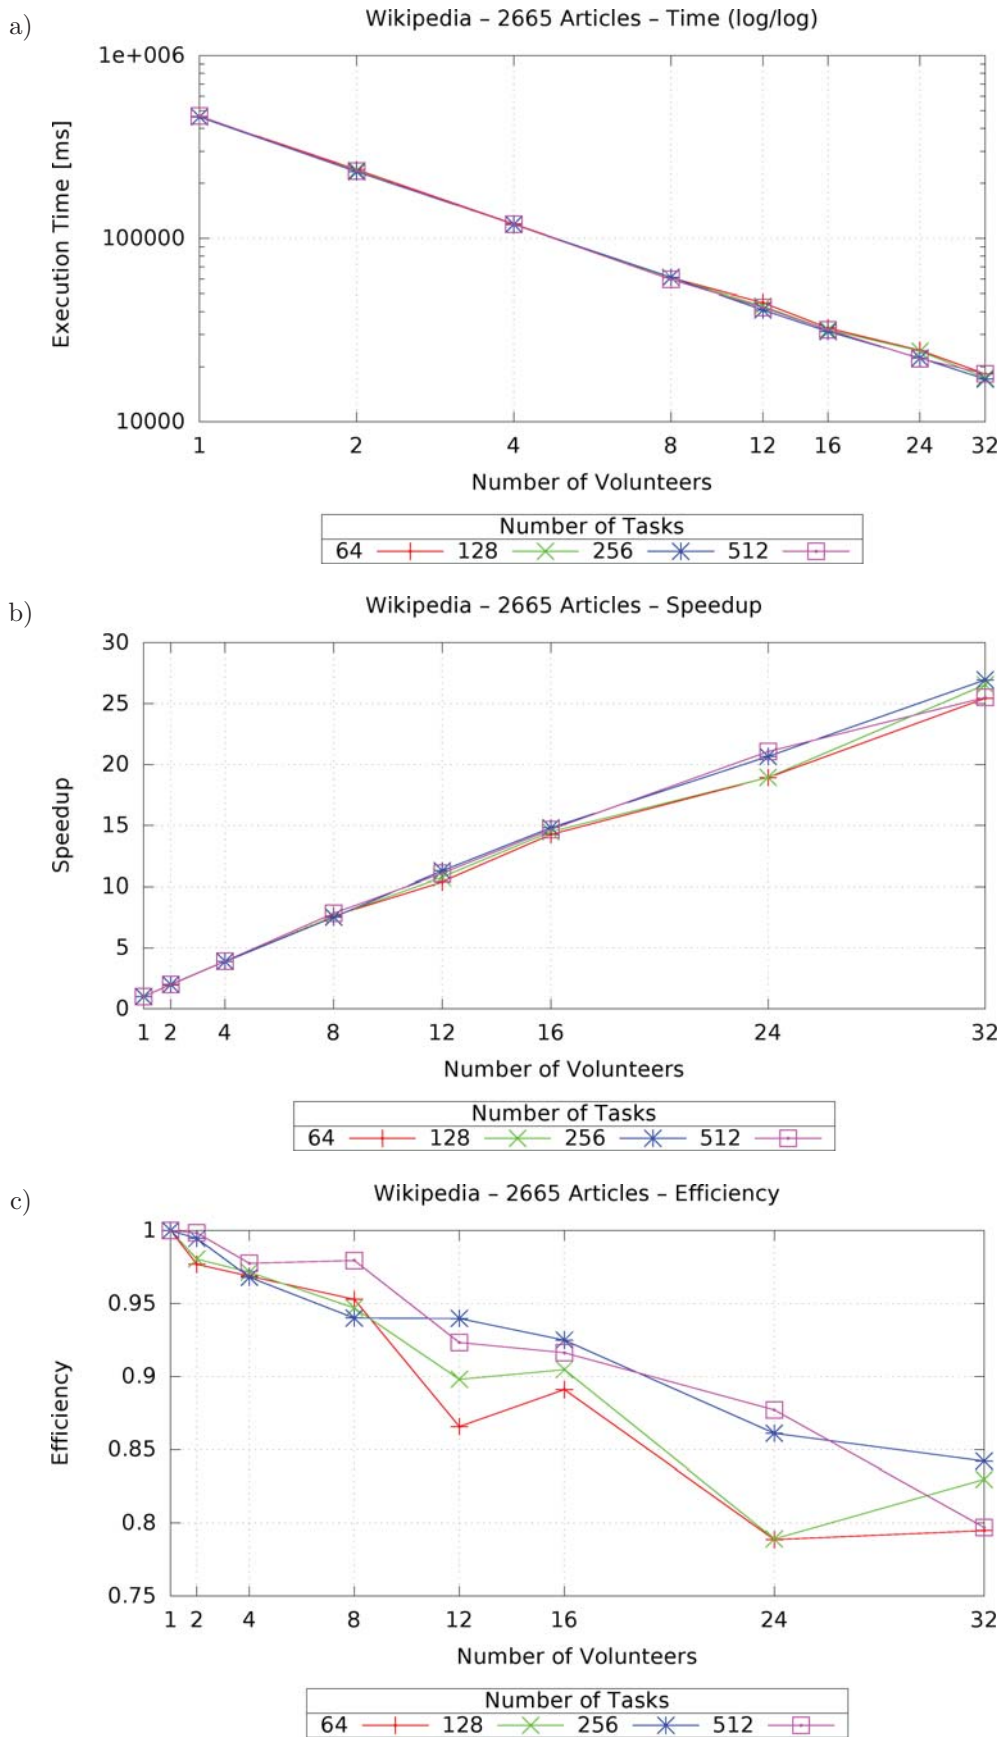 a)
Wikipedia – 2665 Articles – Time (log/log)
1e+006
100000
10000
Execution Time [ms]
1 2 4 8 12 16 24 32
Number of Volunteers
Number of Tasks
64 128 256 512
b)
Wikipedia – 2665 Articles – Speedup
30
25
20
15
10
5
0
Speedup
1 2 4 8 12 16 24 32
Number of Volunteers
Number of Tasks
64 128 256 512
c)
Wikipedia – 2665 Articles – Efficiency
1
0.95
0.9
0.85
0.8
0.75
Efficiency
1 2 4 8 12 16 24 32
Number of Volunteers
Number of Tasks
64 128 256 512